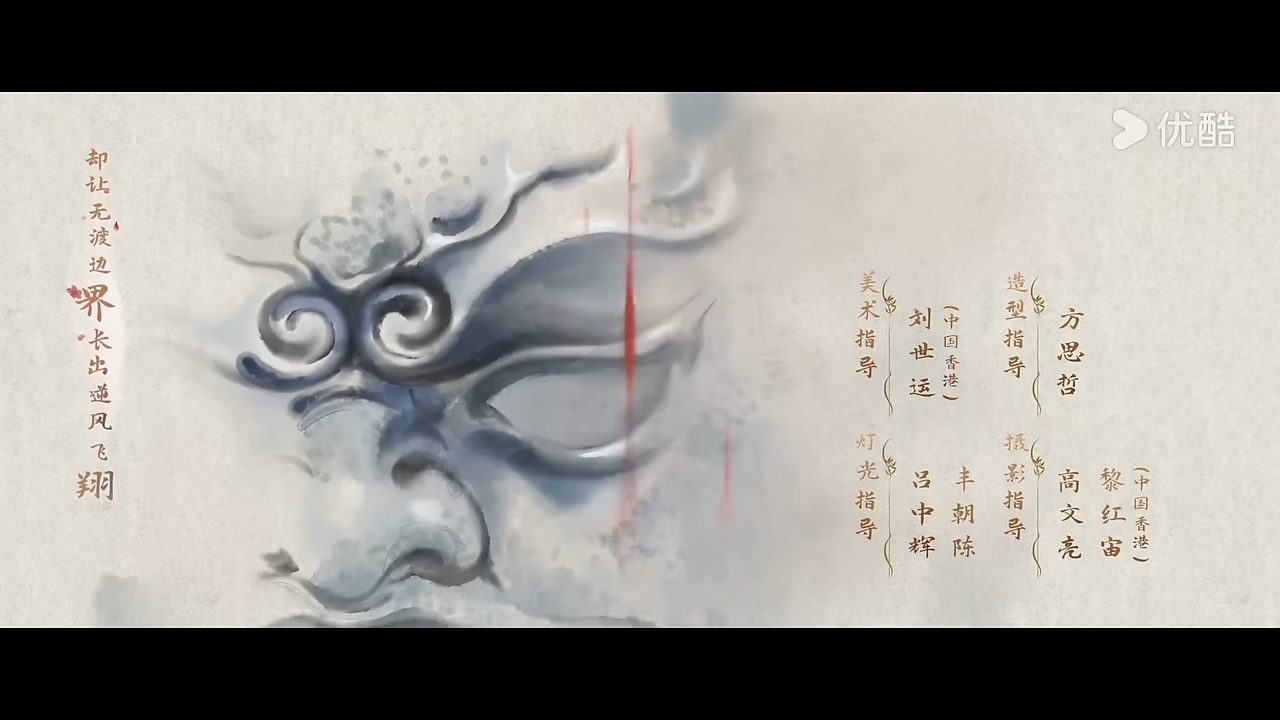 优酷
却让无渡边界长出逆风飞翔
美术指导
刘世运
(中国香港)
造型指导
方思哲
灯光指导
吕中辉
丰朝陈
摄影指导
高文亮
黎红宙
(中国香港)